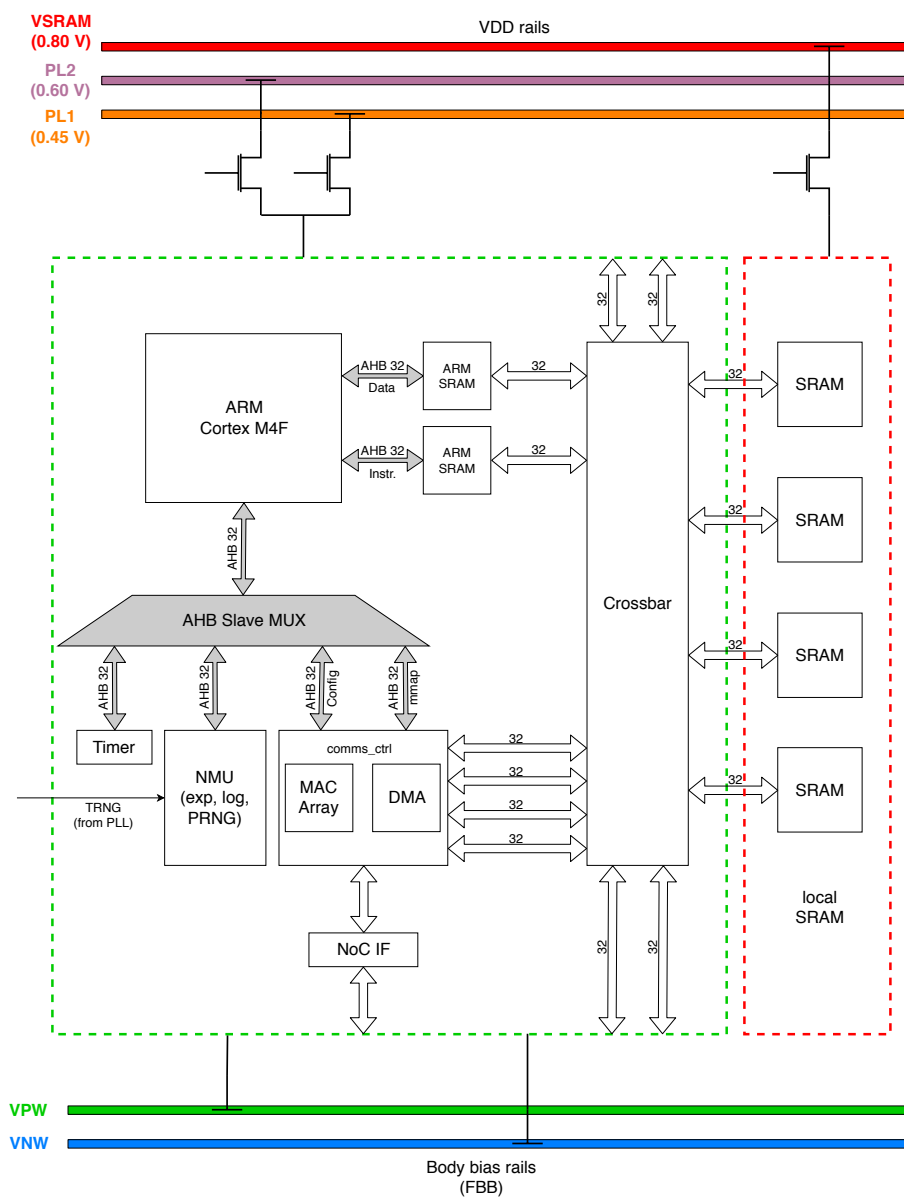 VSRAM
(0.80 V)
VDD rails
PL2
(0.60 V)
PL1
(0.45 V)
32
32
ARM
Cortex M4F
AHB 32
Data
ARM
SRAM
32
32
SRAM
AHB 32
Instr.
ARM
SRAM
32
32
SRAM
AHB 32
Crossbar
AHB Slave MUX
32
SRAM
AHB 32
AHB 32
AHB 32
Config
AHB 32
mmap
Timer
NMU
(exp, log,
PRNG)
comms_ctrl
MAC
Array
DMA
32
32
32
32
32
SRAM
TRNG
(from PLL)
local
SRAM
NoC IF
32
32
VPW
VNW
Body bias rails
(FBB)